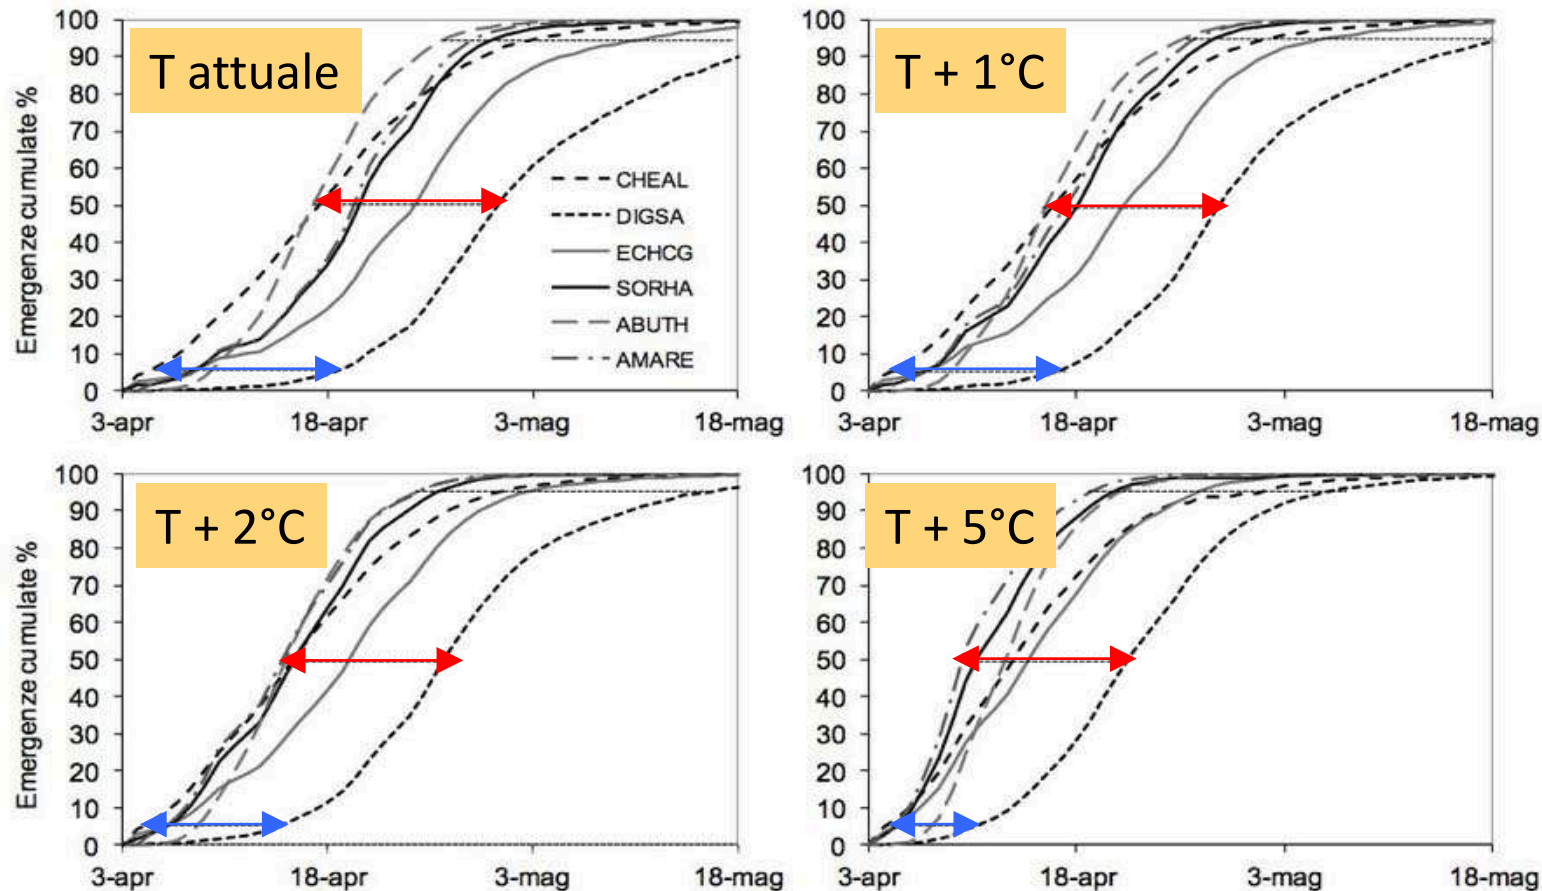 T attuale
Emergenze cumulate %
100
90
80
70
60
50
40
30
20
10
0
3-apr 18-apr 3-mag 18-mag
CHEAL
DIGSA
ECHCG
SORHA
ABUTH
AMARE
T + 1°C
100
90
80
70
60
50
40
30
20
10
0
3-apr 18-apr 3-mag 18-mag
T + 2°C
Emergenze cumulate %
100
90
80
70
60
50
40
30
20
10
0
3-apr 18-apr 3-mag 18-mag
T + 5°C
100
90
80
70
60
50
40
30
20
10
0
3-apr 18-apr 3-mag 18-mag